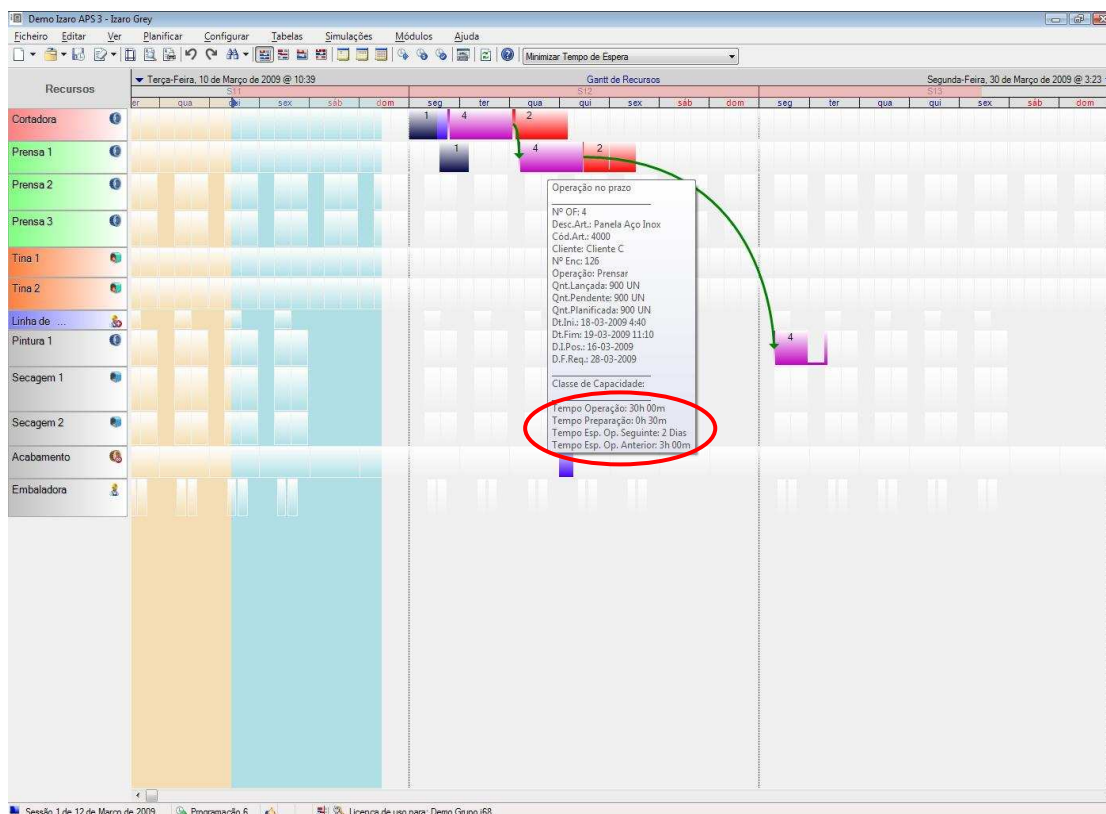 Demo Izaro APS 3 - Izaro Grey
Ficheiro Editar Ver Planificar Configurar Tabelas Simulações Módulos Ajuda
Minimizar Tempo de Espera
Recursos
Terça-Feira, 10 de Março de 2009 @ 10:39 Gantt de Recursos Segunda-Feira, 30 de Março de 2009 @ 3:23
S11 S12 S13
er qua qui sex sáb dom seg ter qua qui sex sáb dom seg ter qua qui sex sáb dom
Cortadora 1 4 2
Prensa 1 1 4 2
Prensa 2
Prensa 3
Tina 1
Tina 2
Linha de ...
Pintura 1 4
Secagem 1
Secagem 2
Acabamento
Embaladora
Operação no prazo
Nº OF: 4
Desc.Art.: Panela Aço Inox
Cód.Art.: 4000
Cliente: Cliente C
Nº Enc: 126
Operação: Prensar
Qnt.Lançada: 900 UN
Qnt.Pendente: 900 UN
Qnt.Planificada: 900 UN
Dt.Ini.: 18-03-2009 4:40
Dt.Fim: 19-03-2009 11:10
D.I.Pos.: 16-03-2009
D.F.Req.: 28-03-2009
Classe de Capacidade:
Tempo Operação: 30h 00m
Tempo Preparação: 0h 30m
Tempo Esp. Op. Seguinte: 2 Dias
Tempo Esp. Op. Anterior: 3h 00m
Sessão 1 de 12 de Março de 2009 Programação 6 Licença de uso para: Demo Grupo i68